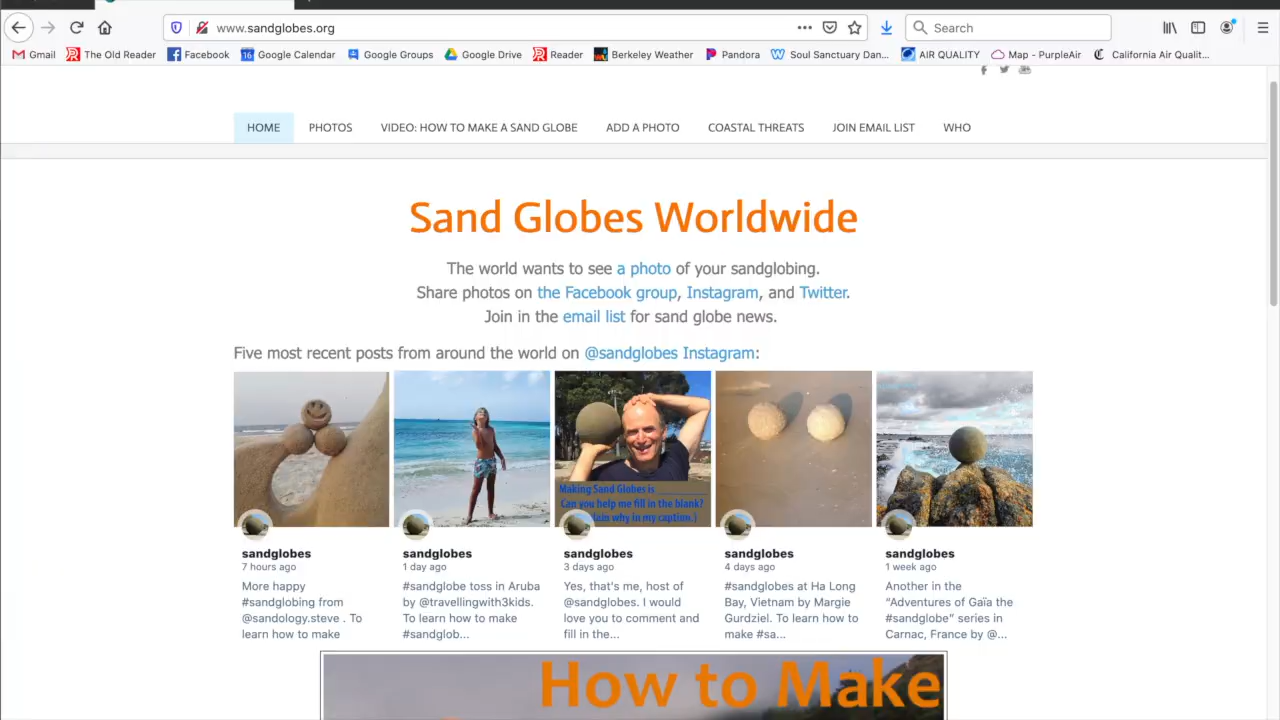 www.sandglobes.org
Search
Gmail
The Old Reader
Facebook
Google Calendar
Google Groups
Google Drive
Reader
Berkeley Weather
Pandora
Soul Sanctuary Dan...
AIR QUALITY
Map - PurpleAir
California Air Qualit...
HOME
PHOTOS
VIDEO: HOW TO MAKE A SAND GLOBE
ADD A PHOTO
COASTAL THREATS
JOIN EMAIL LIST
WHO
Sand Globes Worldwide
The world wants to see a photo of your sandglobing.
Share photos on the Facebook group, Instagram, and Twitter.
Join in the email list for sand globe news.
Five most recent posts from around the world on @sandglobes Instagram:
sandglobes
7 hours ago
More happy
#sandglobing from
@sandology.steve . To
learn how to make
sandglobes
1 day ago
#sandglobe toss in Aruba
by @travellingwith3kids.
To learn how to make
#sandglob...
Making Sand Globes is ______
Can you help me fill in the blank?
ain why in my caption.)
sandglobes
3 days ago
Yes, that's me, host of
@sandglobes. I would
love you to comment and
fill in the...
sandglobes
4 days ago
#sandglobes at Ha Long
Bay, Vietnam by Margie
Gurdziel. To learn how to
make #sa...
sandglobes
1 week ago
Another in the
“Adventures of Gaïa the
#sandglobe” series in
Carnac, France by @...
How to Make